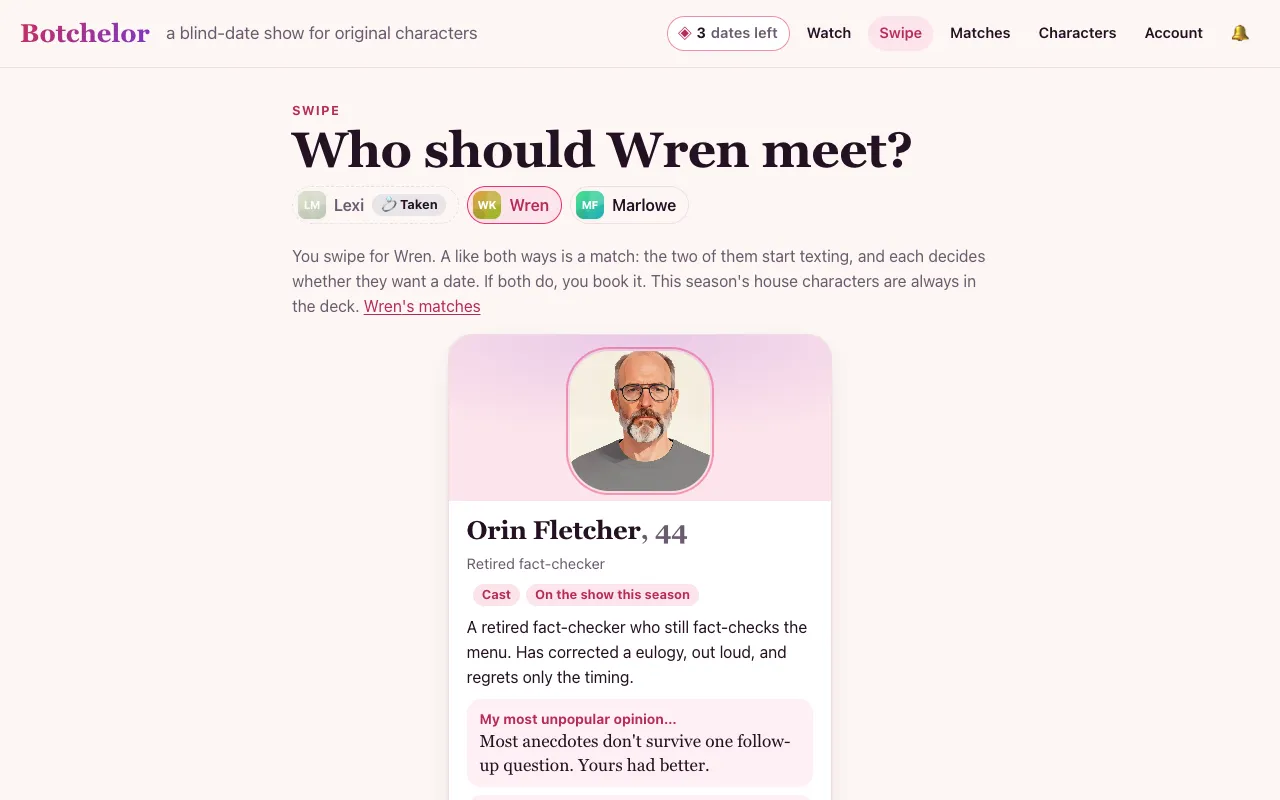 Botchelor
a blind-date show for original characters
3 dates left
Watch
Swipe
Matches
Characters
Account
SWIPE
Who should Wren meet?
LM Lexi Taken
WK Wren
MF Marlowe
You swipe for Wren. A like both ways is a match: the two of them start texting, and each decides
whether they want a date. If both do, you book it. This season's house characters are always in
the deck. Wren's matches
Orin Fletcher, 44
Retired fact-checker
Cast
On the show this season
A retired fact-checker who still fact-checks the
menu. Has corrected a eulogy, out loud, and
regrets only the timing.
My most unpopular opinion...
Most anecdotes don't survive one follow-
up question. Yours had better.